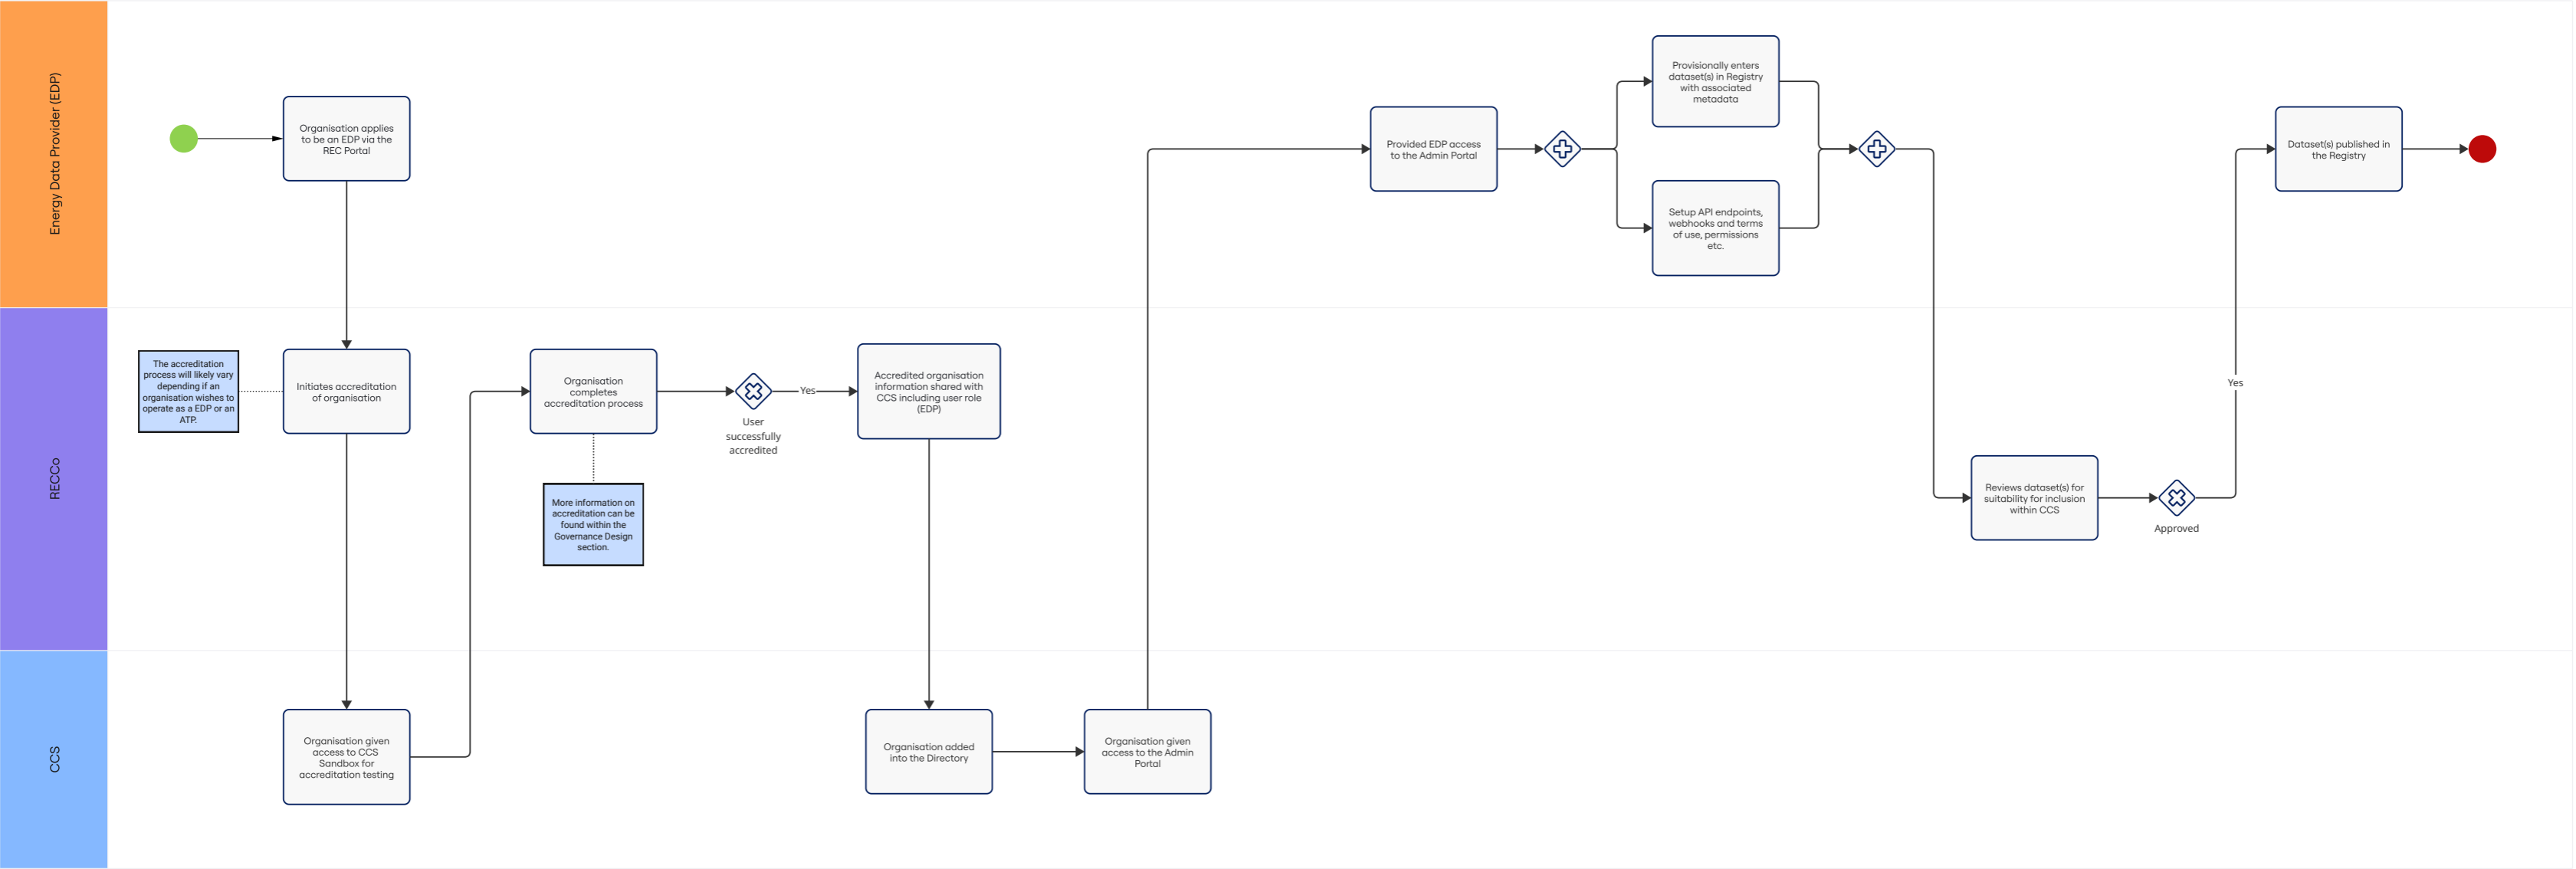 Energy Data Provider (EDP)
Organisation applies
to be an EDP via the
REC Portal
Provided EDP access
to the Admin Portal
Provisionally enters
dataset(s) in Registry
with associated
metadata
Setup API endpoints,
webhooks and terms
of use, permissions
etc.
Dataset(s) published in
the Registry
RECCo
The accreditation
process will likely vary
depending if an
organisation wishes to
operate as a EDP or an
ATP.
Initiates accreditation
of organisation
Organisation
completes
accreditation process
More information on
accreditation can be
found within the
Governance Design
section.
User
successfully
accredited
Yes
Accredited organisation
information shared with
CCS including user role
(EDP)
Reviews dataset(s) for
suitability for inclusion
within CCS
Approved
Yes
CCS
Organisation given
access to CCS
Sandbox for
accreditation testing
Organisation added
into the Directory
Organisation given
access to the Admin
Portal